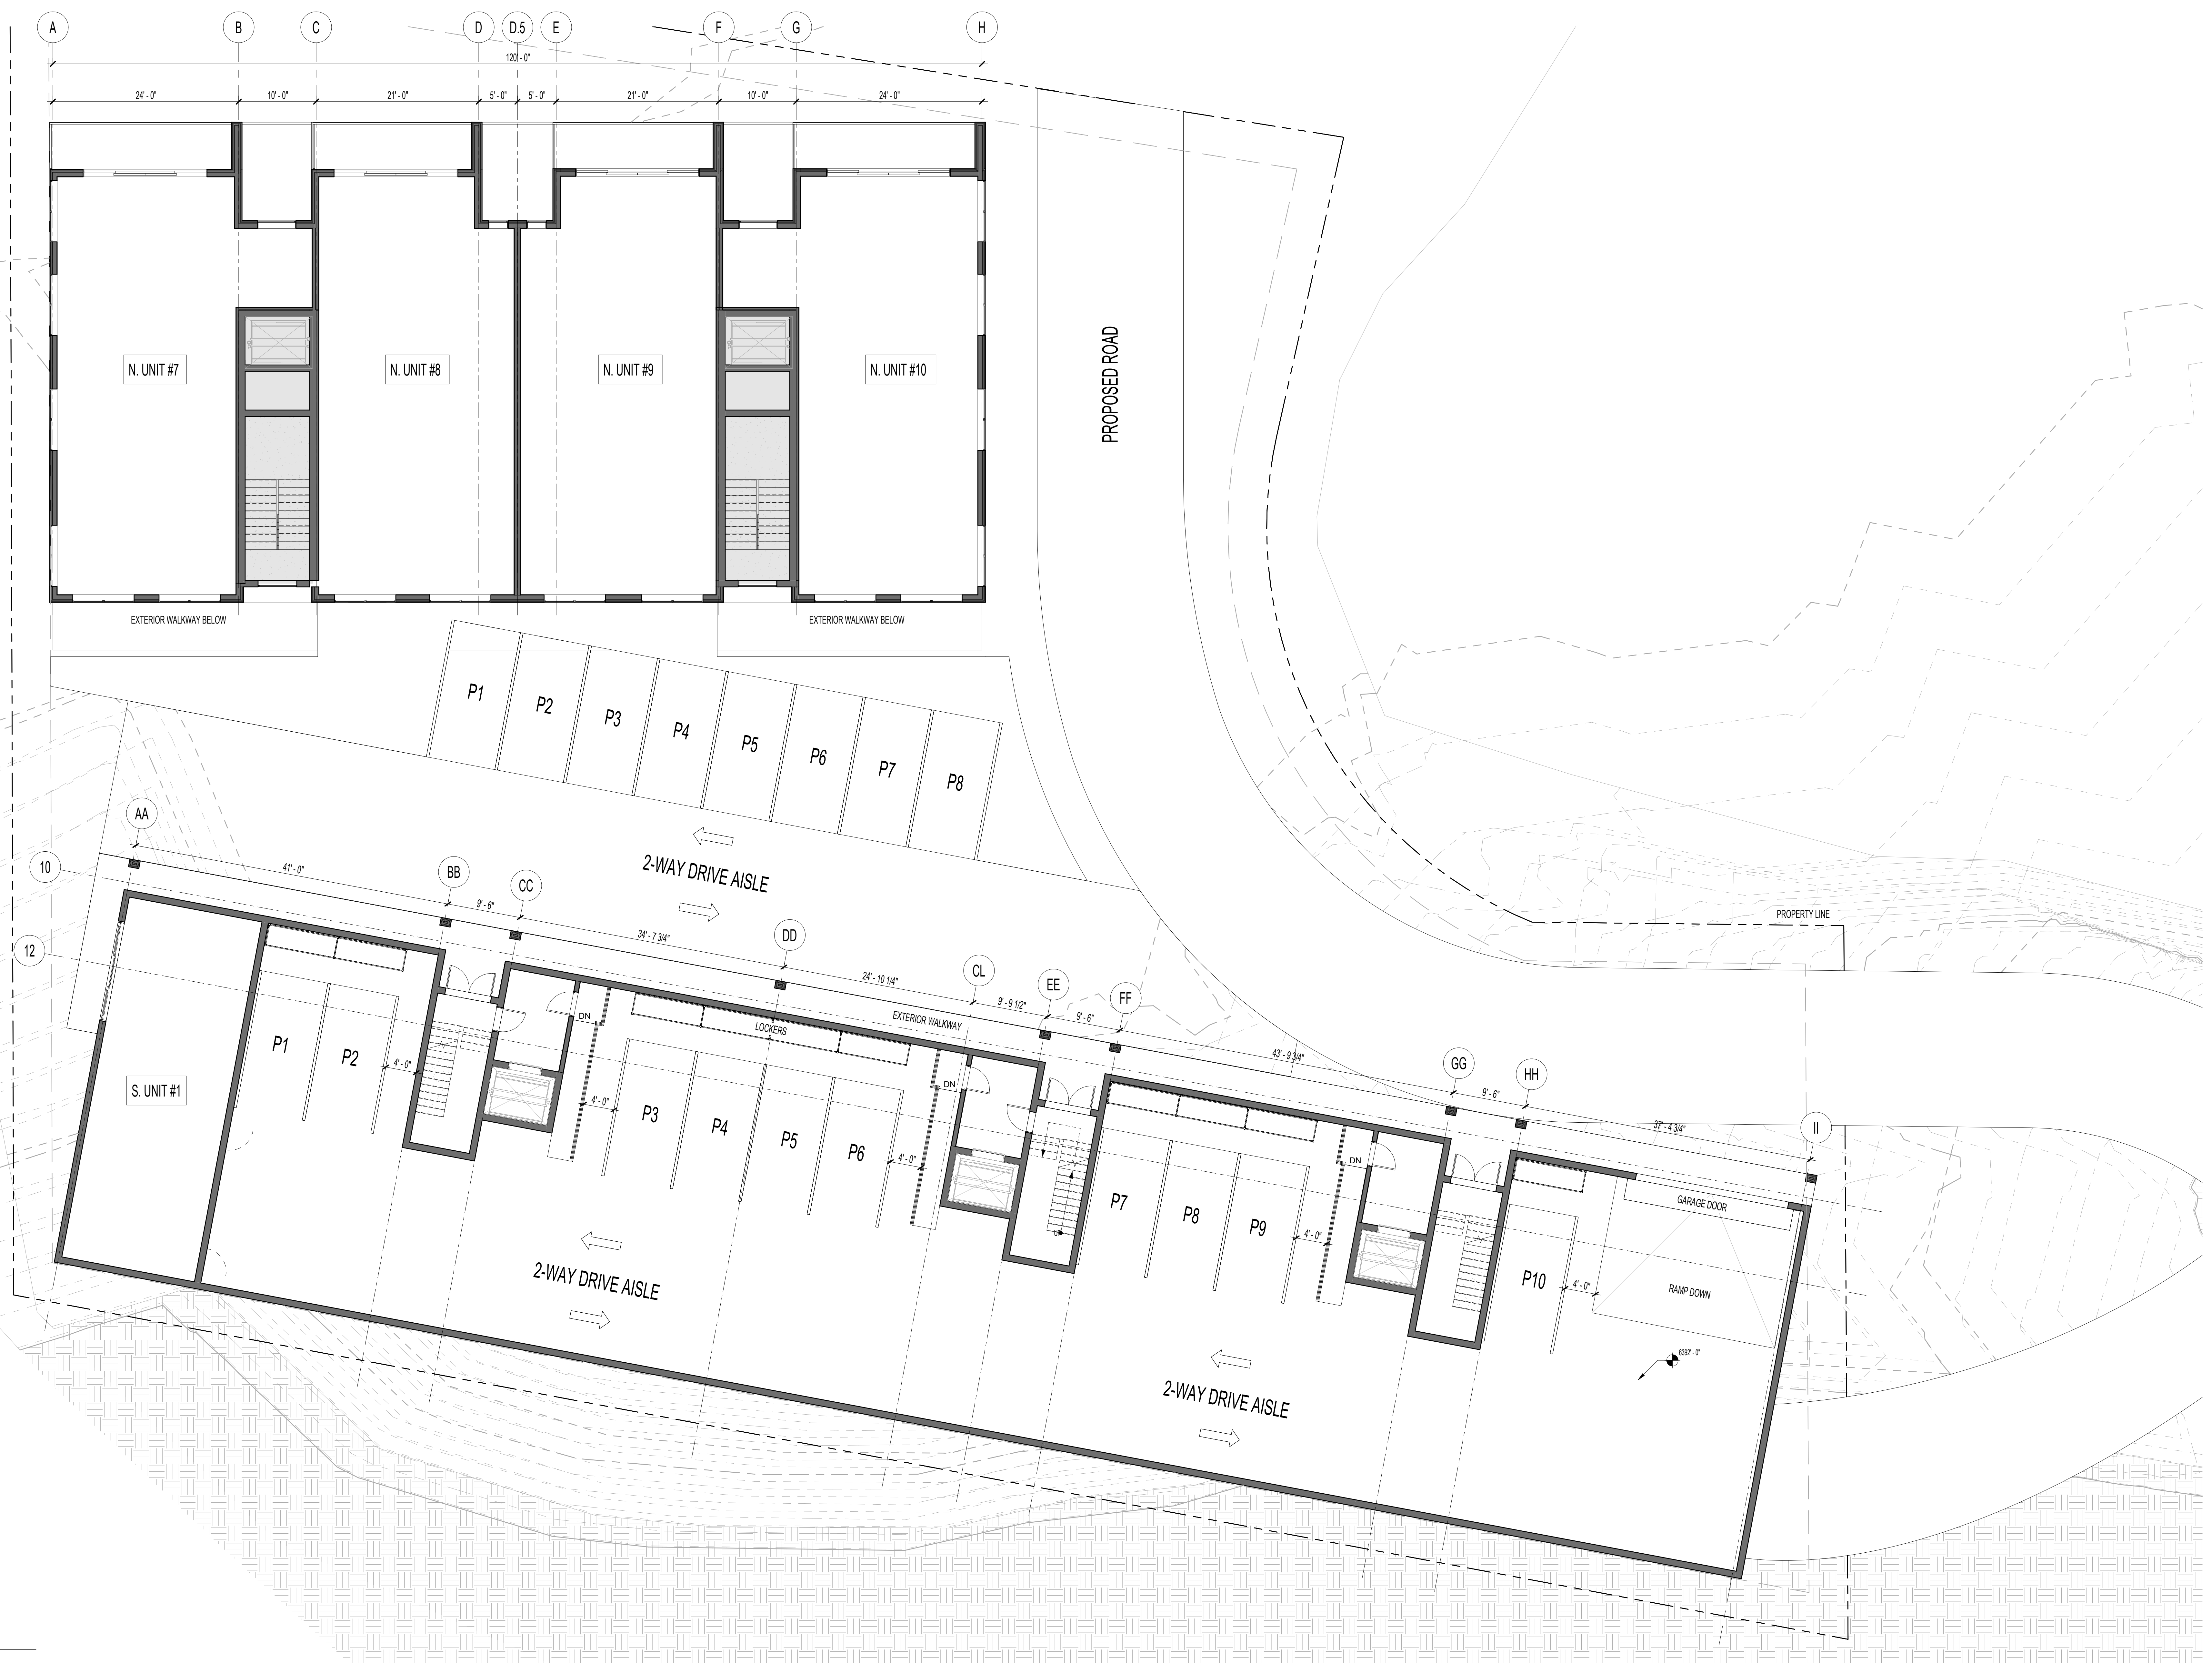 A
B
C
D
D.5
E
F
G
H
120' - 0"
24' - 0"
10' - 0"
21' - 0"
5' - 0"
5' - 0"
21' - 0"
10' - 0"
24' - 0"
N. UNIT #7
N. UNIT #8
N. UNIT #9
N. UNIT #10
PROPOSED ROAD
EXTERIOR WALKWAY BELOW
EXTERIOR WALKWAY BELOW
P1
P2
P3
P4
P5
P6
P7
P8
2-WAY DRIVE AISLE
PROPERTY LINE
AA
10
12
41' - 0"
BB
9' - 6"
CC
34' - 7 3/4"
DD
24' - 10 1/4"
CL
9' - 9 1/2"
EE
9' - 6"
FF
43' - 9 3/4"
GG
9' - 6"
HH
37' - 4 3/4"
II
EXTERIOR WALKWAY
LOCKERS
DN
DN
DN
S. UNIT #1
P1
P2
4' - 0"
4' - 0"
P3
P4
P5
P6
4' - 0"
P7
P8
P9
4' - 0"
P10
4' - 0"
GARAGE DOOR
RAMP DOWN
6392' - 0"
2-WAY DRIVE AISLE
2-WAY DRIVE AISLE